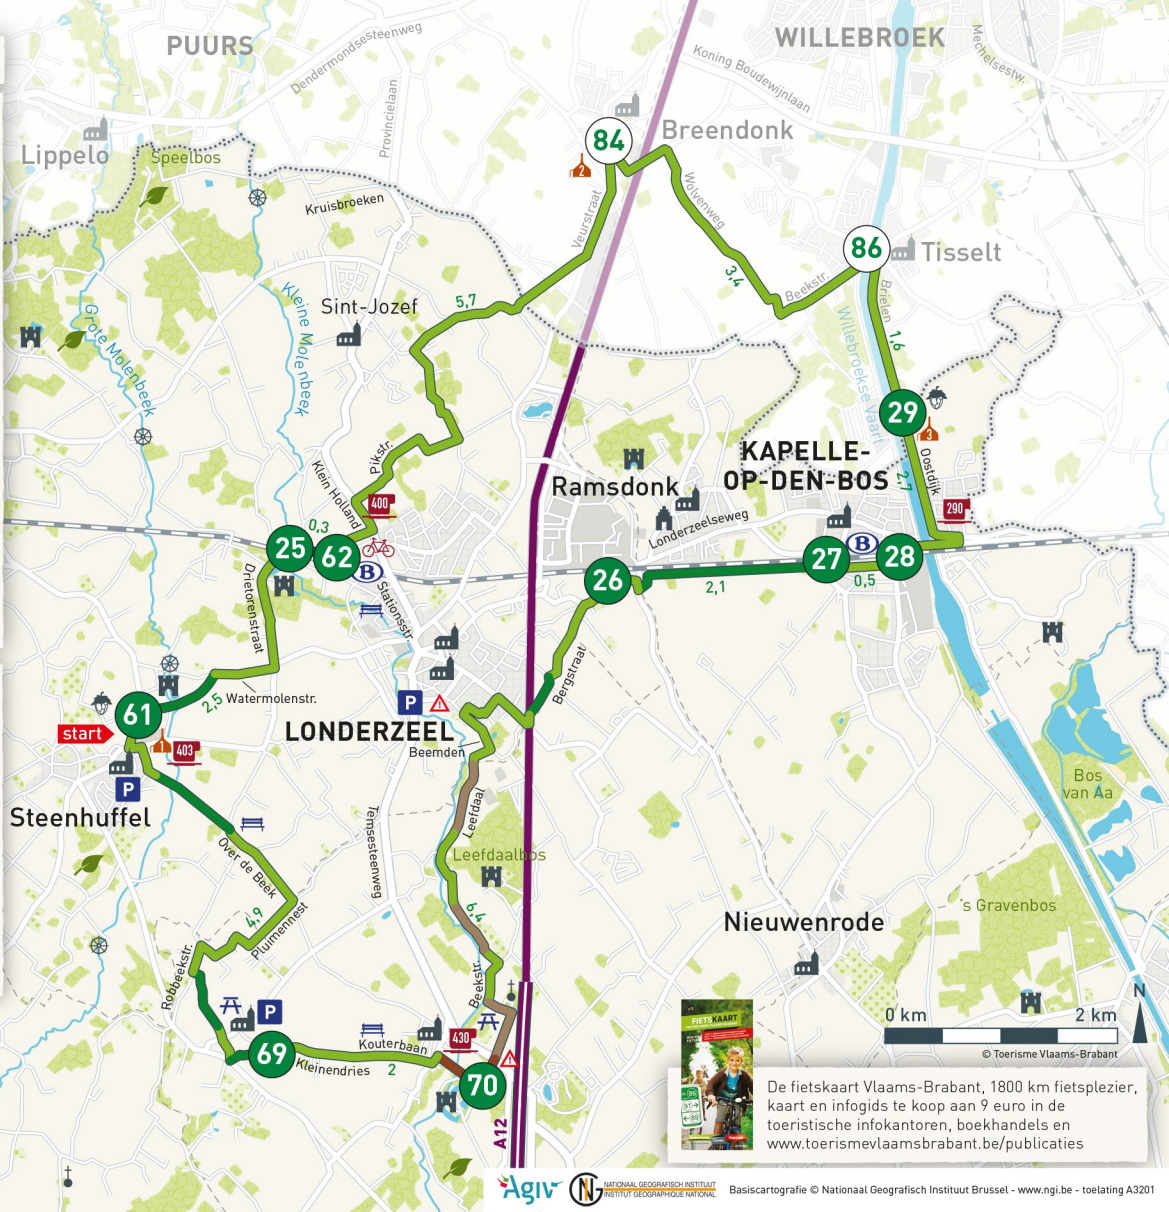 PUURS
Dendermondsesteenweg
WILLEBROEK
Koning Boudewijnlaan
Mechelsestw.
Provincielaan
Lippelo
Speelbos
84
Breendonk
2
Kruisbroeken
Wolvenweg
Veurstraat
86
Tisselt
3,4
Beekstr.
Brielen
Sint-Jozef
5,7
Kleine Molenbeek
Grote Molenbeek
Willebroekse Vaart
1,6
29
3
Pikstr.
Klein Holland
KAPELLE-
OP-DEN-BOS
Oostdijk
2,7
Ramsdonk
400
290
Londerzeelseweg
0,3
25
62
B
26
27
B
28
2,1
0,5
Drietorenstraat
Stationsstr.
Bergstraat
61
2,5
Watermolenstr.
P
start
1
403
LONDERZEEL
Beemden
P
Steenhuffel
Bos
van Aa
Leefdaal
Temsesteenweg
Over de Beek
Leefdaalbos
4,9
Pluimennest
6,4
's Gravenbos
Nieuwenrode
Robbeekstr.
Beekstr.
N
P
0 km
2 km
FIETSKAART
430
Kouterbaan
69
Kleinendries
2
70
A12
© Toerisme Vlaams-Brabant
De fietskaart Vlaams-Brabant, 1800 km fietsplezier,
kaart en infogids te koop aan 9 euro in de
toeristische infokantoren, boekhandels en
www.toerismevlaamsbrabant.be/publicaties
Agiv
NG
NATIONAAL GEOGRAFISCH INSTITUUT
INSTITUT GEOGRAPHIQUE NATIONAL
Basiscartografie © Nationaal Geografisch Instituut Brussel - www.ngi.be - toelating A3201